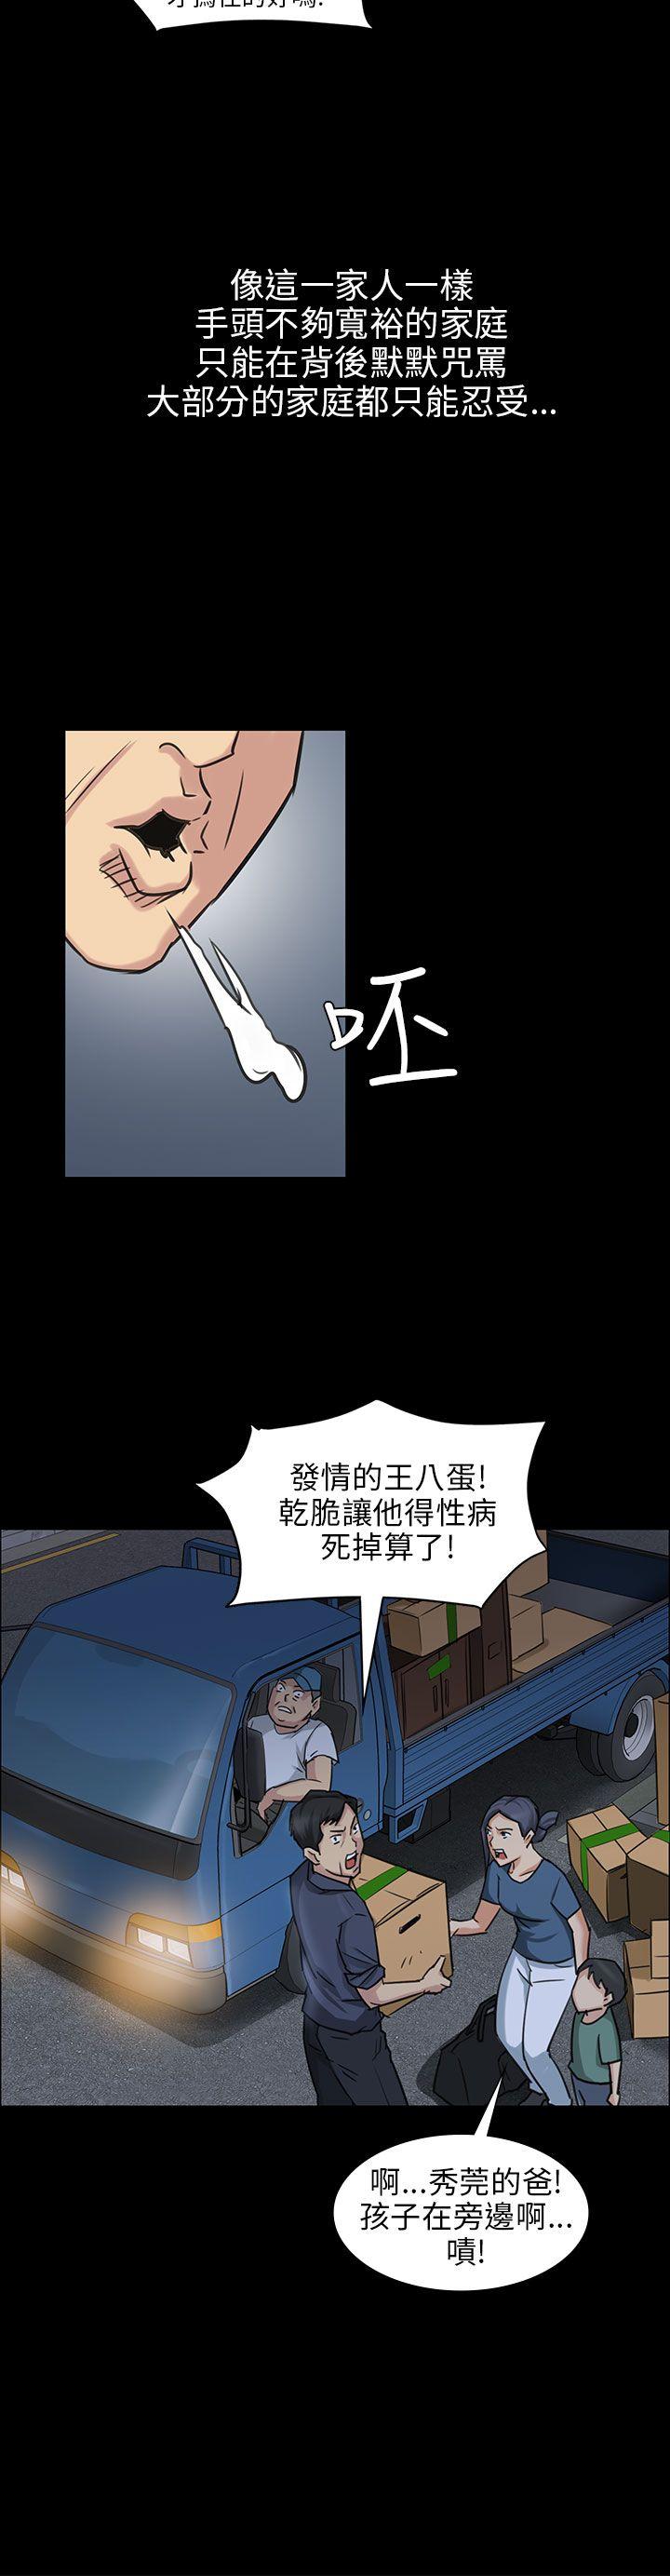 像這一家人一樣
手頭不夠寬裕的家庭
只能在背後默默咒罵
大部分的家庭都只能忍受...
呸
發情的王八蛋!
乾脆讓他得性病
死掉算了!
啊...秀莞的爸!
孩子在旁邊啊...
嘖!